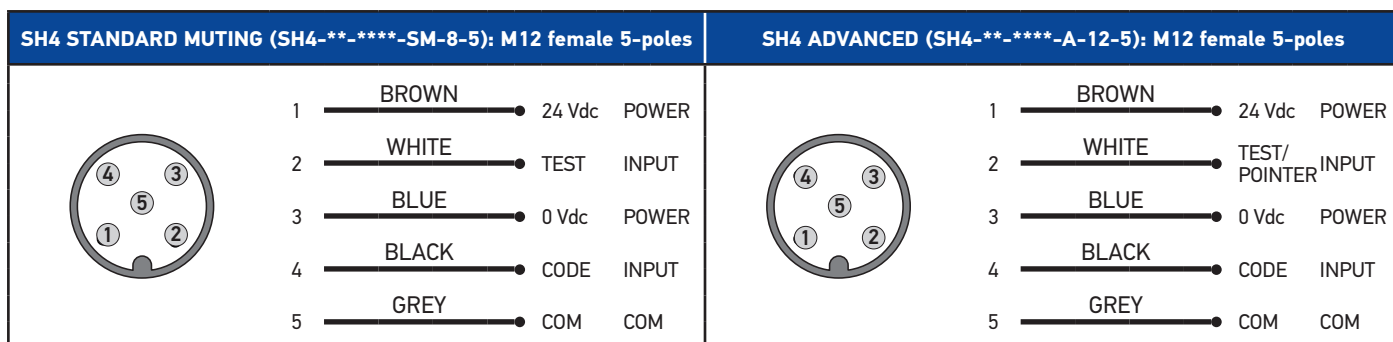 SH4 STANDARD MUTING (SH4-**-****-SM-8-5): M12 female 5-poles
4 3
5
1 2
1 BROWN 24 Vdc POWER
2 WHITE TEST INPUT
3 BLUE 0 Vdc POWER
4 BLACK CODE INPUT
5 GREY COM COM
SH4 ADVANCED (SH4-**-****-A-12-5): M12 female 5-poles
4 3
5
1 2
1 BROWN 24 Vdc POWER
2 WHITE TEST/ POINTER INPUT
3 BLUE 0 Vdc POWER
4 BLACK CODE INPUT
5 GREY COM COM